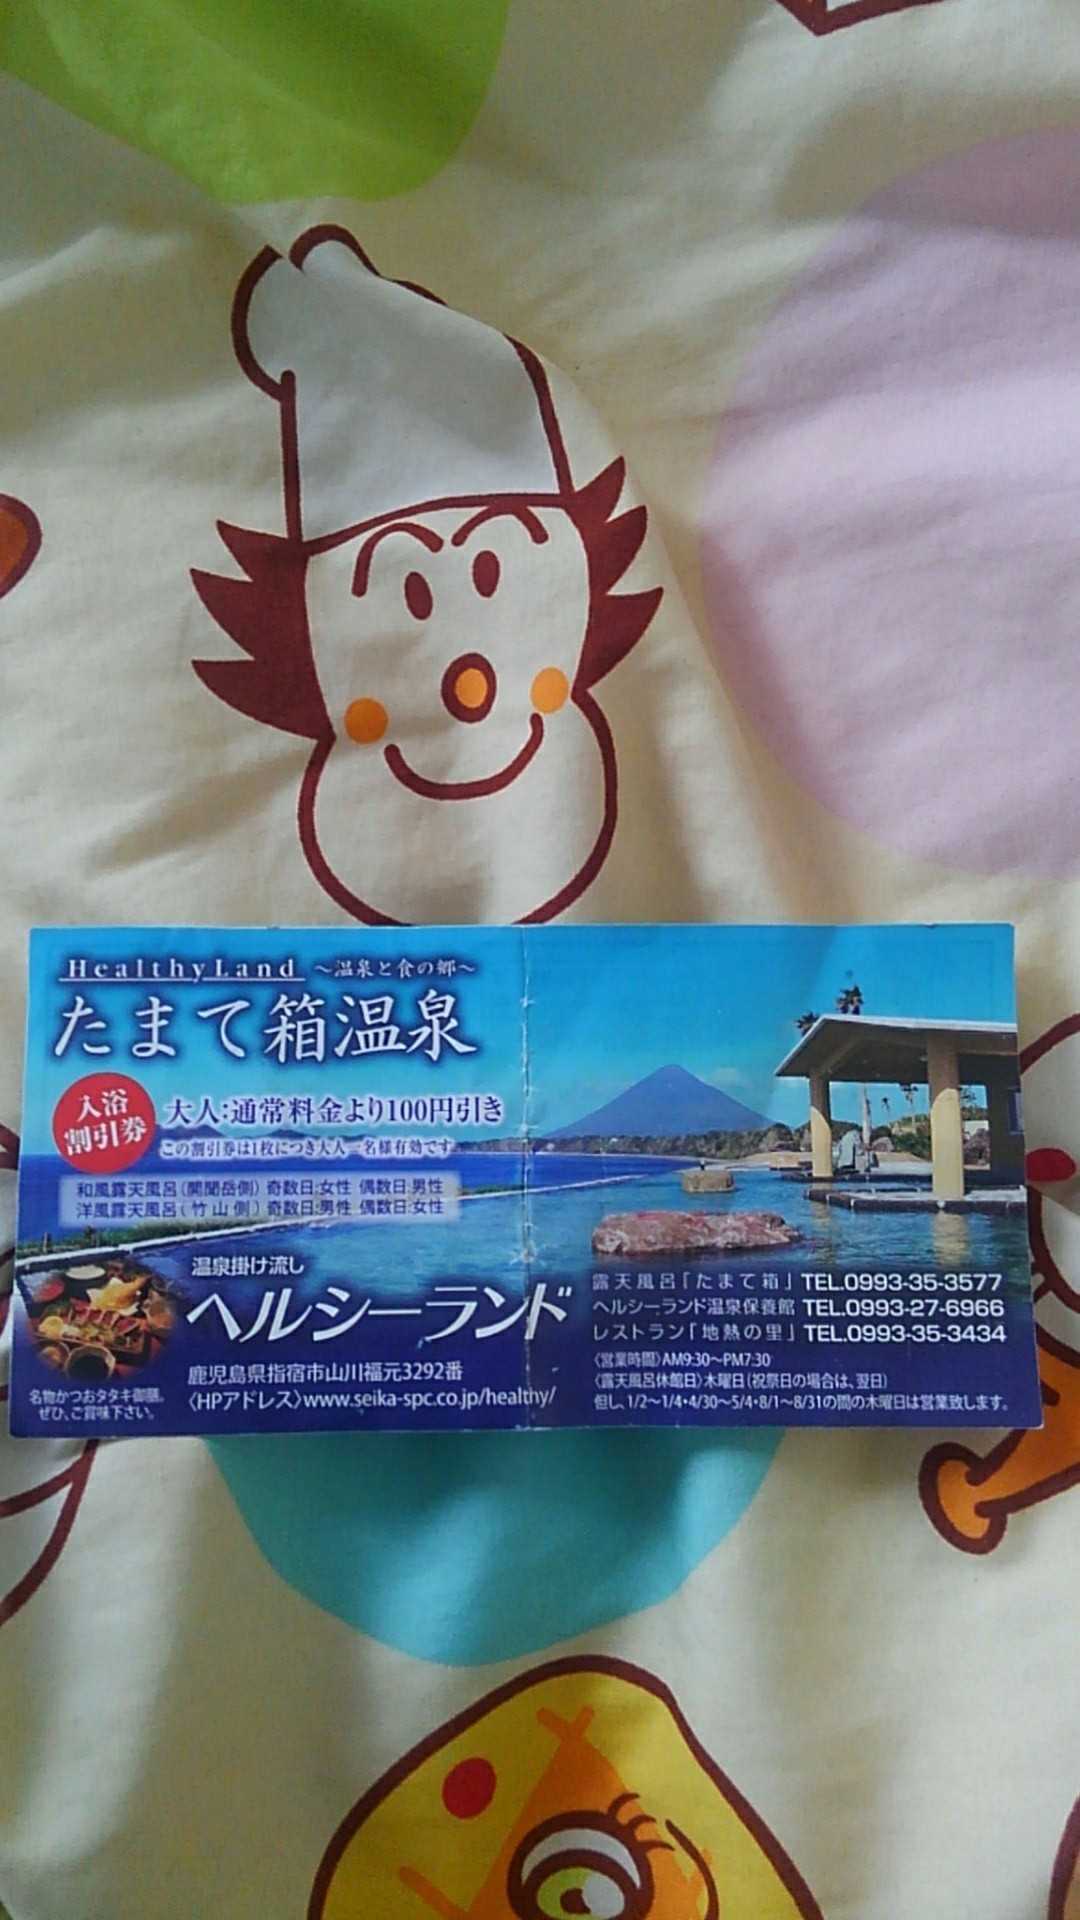 HealthyLand ～温泉と食の郷～
たまて箱温泉
入浴
割引券
大人:通常料金より100円引き
この割引券は1枚につき大人一名様有効です
和風露天風呂(開聞岳側) 奇数日:女性 偶数日:男性
洋風露天風呂(竹山側) 奇数日:男性 偶数日:女性
温泉掛け流し
ヘルシーランド
鹿児島県指宿市山川福元3292番
〈HPアドレス〉www.seika-spc.co.jp/healthy/
名物かつおタタキ御膳。
ぜひ、ご賞味下さい。
露天風呂「たまて箱」 TEL.0993-35-3577
ヘルシーランド温泉保養館 TEL.0993-27-6966
レストラン「地熱の里」 TEL.0993-35-3434
〈営業時間〉AM9:30～PM7:30
〈露天風呂休館日〉木曜日(祝祭日の場合は、翌日)
但し、1/2～1/4・4/30～5/4・8/1～8/31の間の木曜日は営業致します。